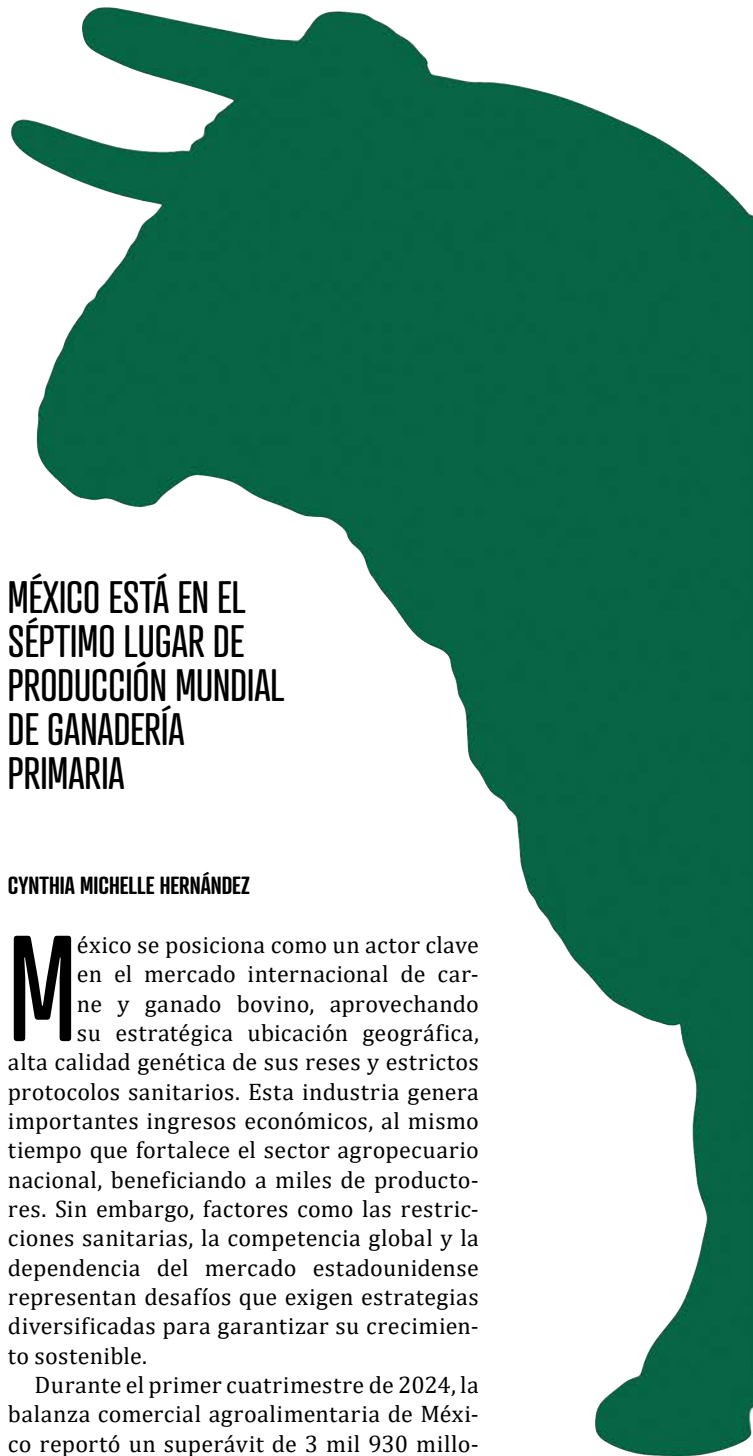 MÉXICO ESTÁ EN EL
SÉPTIMO LUGAR DE
PRODUCCIÓN MUNDIAL
DE GANADERÍA
PRIMARIA
CYNTHIA MICHELLE HERNÁNDEZ
México se posiciona como un actor clave
en el mercado internacional de car-
ne y ganado bovino, aprovechando
su estratégica ubicación geográfica,
alta calidad genética de sus reses y estrictos
protocolos sanitarios. Esta industria genera
importantes ingresos económicos, al mismo
tiempo que fortalece el sector agropecuario
nacional, beneficiando a miles de producto-
res. Sin embargo, factores como las restric-
ciones sanitarias, la competencia global y la
dependencia del mercado estadounidense
representan desafíos que exigen estrategias
diversificadas para garantizar su crecimien-
to sostenible.
Durante el primer cuatrimestre de 2024, la
balanza comercial agroalimentaria de Méxi-
co reportó un superávit de 3 mil 930 millo-